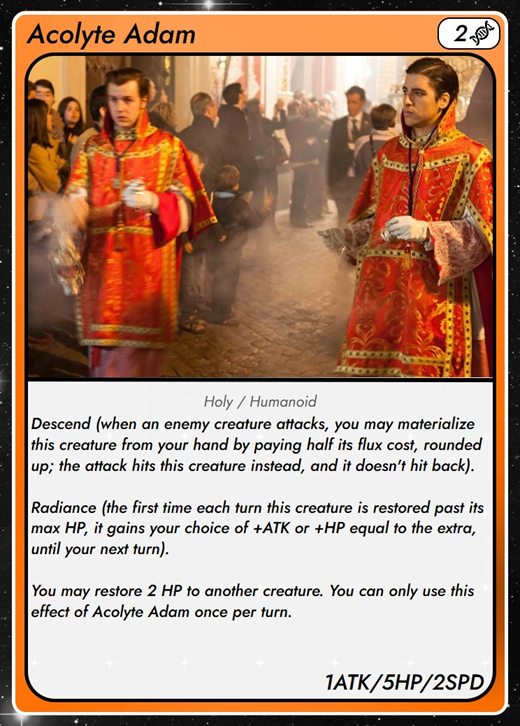 Acolyte Adam
2
Holy / Humanoid
Descend (when an enemy creature attacks, you may materialize
this creature from your hand by paying half its flux cost, rounded
up; the attack hits this creature instead, and it doesn't hit back).
Radiance (the first time each turn this creature is restored past its
max HP, it gains your choice of +ATK or +HP equal to the extra,
until your next turn).
You may restore 2 HP to another creature. You can only use this
effect of Acolyte Adam once per turn.
1ATK/5HP/2SPD